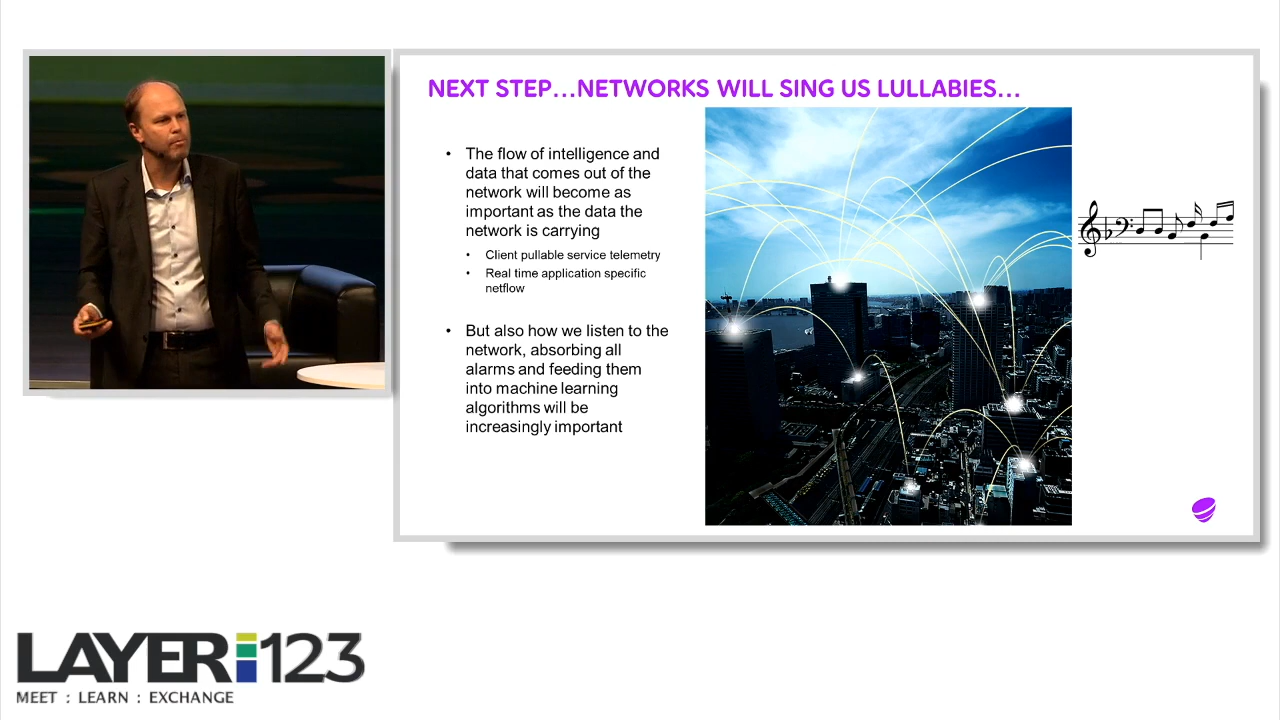 NEXT STEP...NETWORKS WILL SING US LULLABIES...
• The flow of intelligence and
data that comes out of the
network will become as
important as the data the
network is carrying
• Client pullable service telemetry
• Real time application specific
netflow
• But also how we listen to the
network, absorbing all
alarms and feeding them
into machine learning
algorithms will be
increasingly important
LAYER123
MEET : LEARN : EXCHANGE